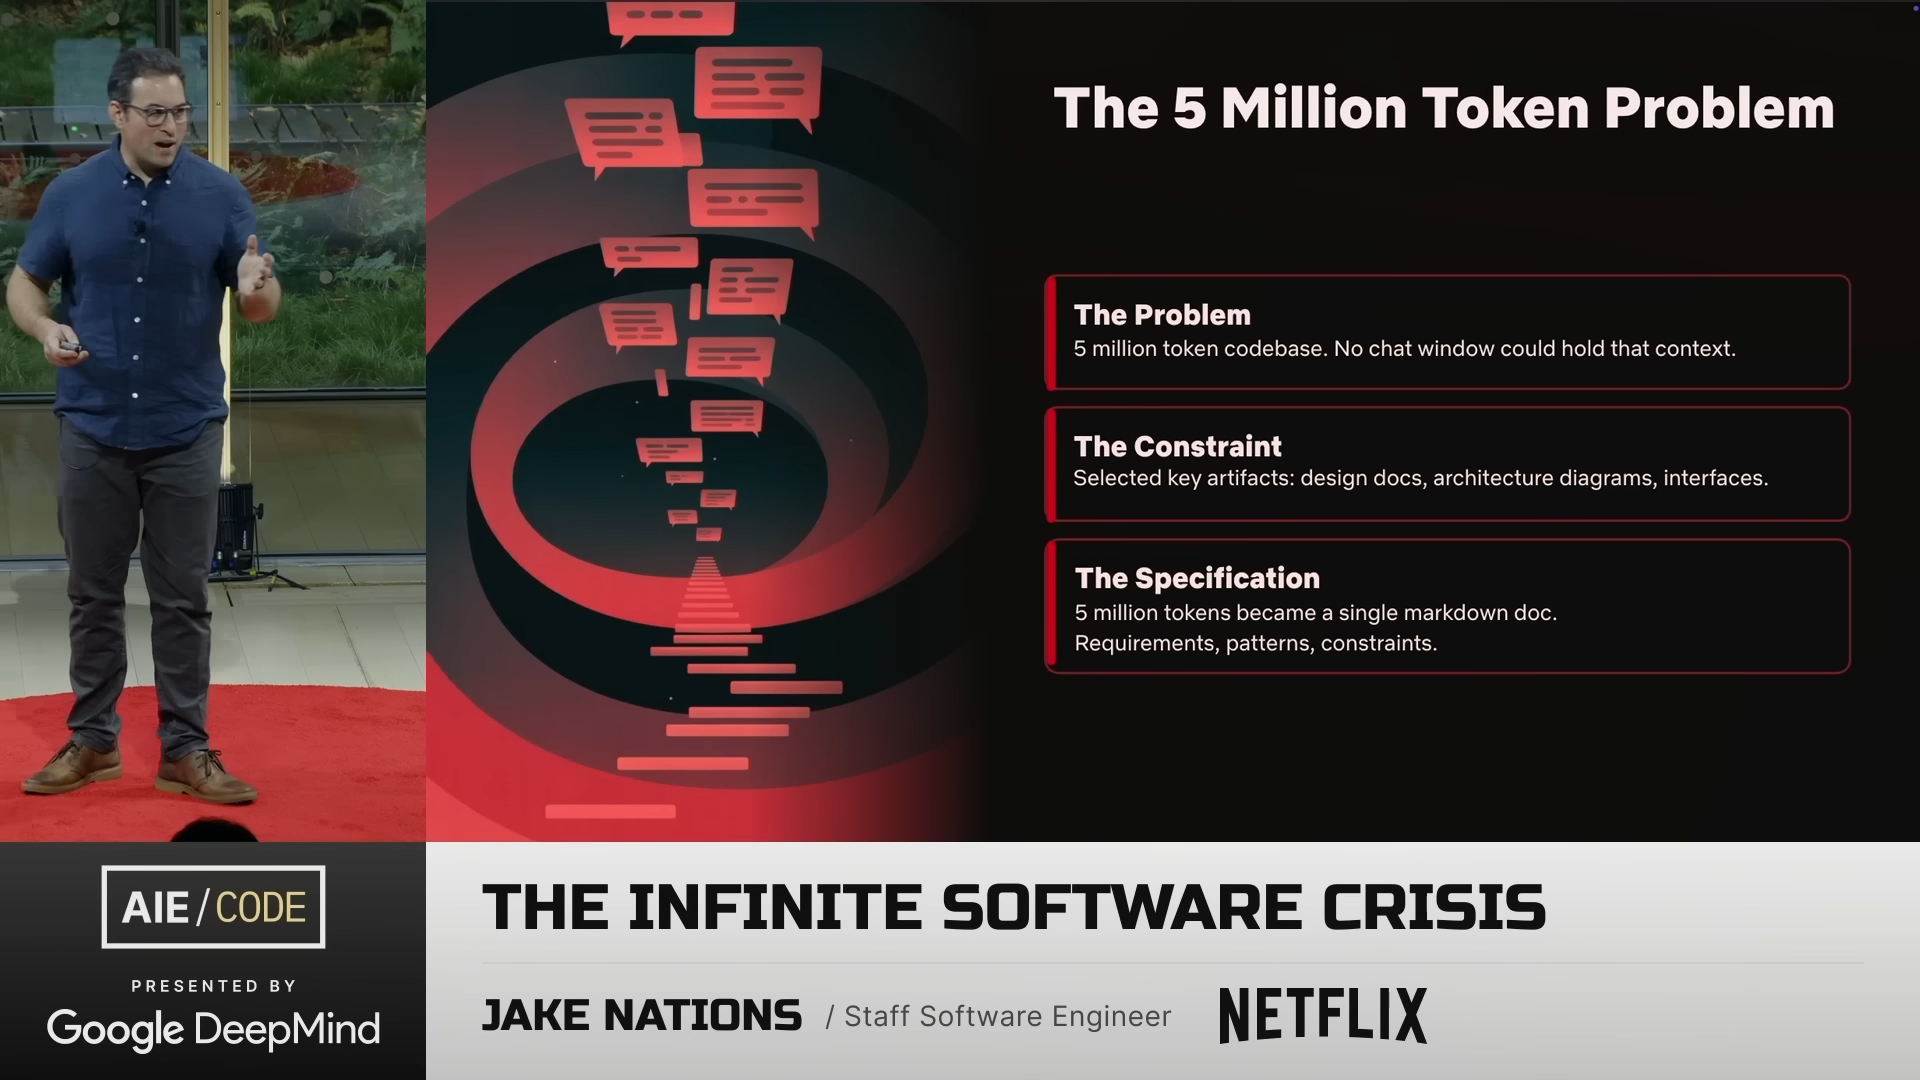 The 5 Million Token Problem
The Problem
5 million token codebase. No chat window could hold that context.
The Constraint
Selected key artifacts: design docs, architecture diagrams, interfaces.
The Specification
5 million tokens became a single markdown doc.
Requirements, patterns, constraints.
AIE/CODE
PRESENTED BY
Google DeepMind
THE INFINITE SOFTWARE CRISIS
JAKE NATIONS / Staff Software Engineer NETFLIX